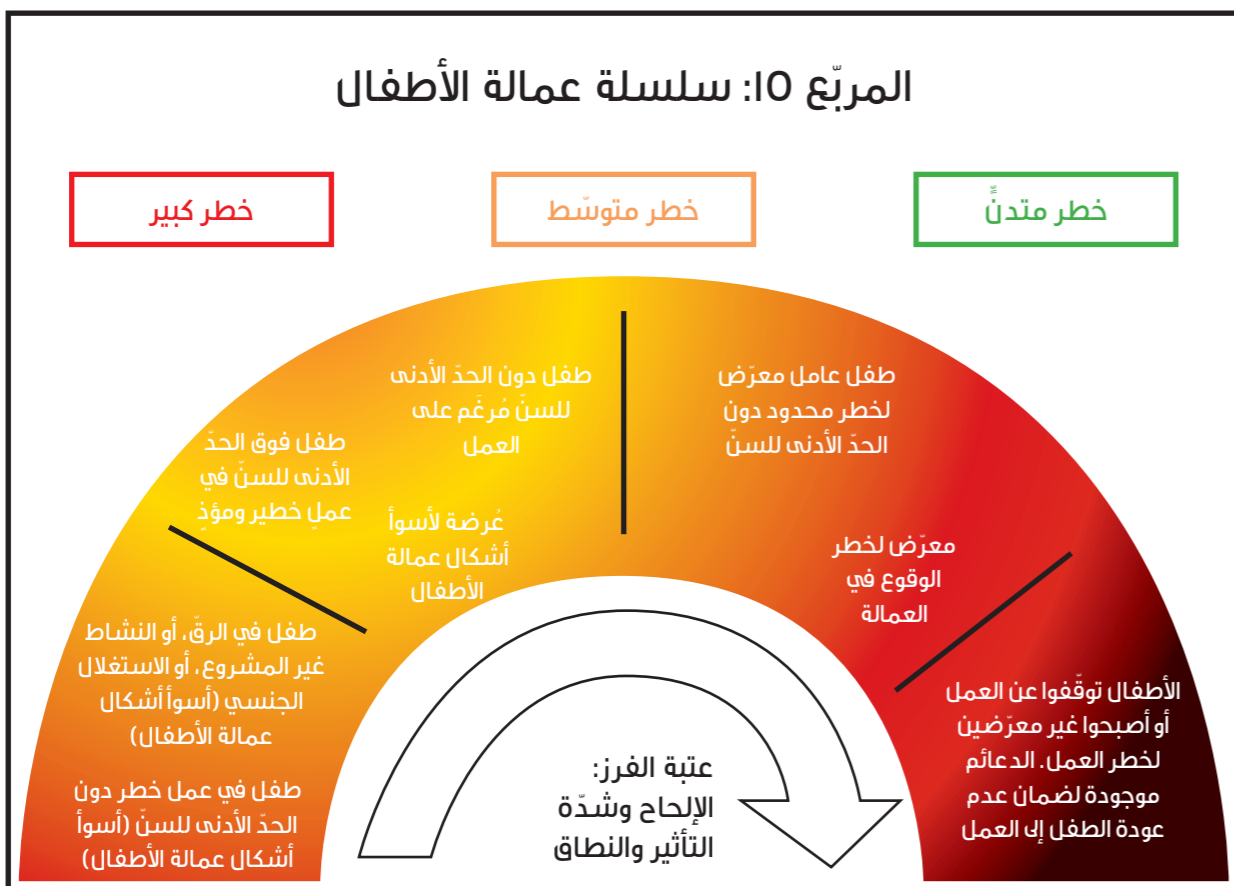 المربّع 10: سلسلة عمالة الأطفال
خطر متدنٍّ
خطر متوسّط
خطر كبير
طفل عامل معرّض
لخطر محدود دون
الحدّ الأدنى للسنّ
معرّض لخطر
الوقوع في
العمالة
الأطفال توقّفوا عن العمل
أو أصبحوا غير معرّضين
لخطر العمل. الدعائم
موجودة لضمان عدم
عودة الطفل إلى العمل
طفل دون الحدّ الأدنى
للسنّ مُرغَم على
العمل
عُرضة لأسوأ
أشكال عمالة
الأطفال
طفل فوق الحدّ
الأدنى للسنّ في
عملٍ خطير ومؤذٍ
طفل في الرقّ، أو النشاط
غير المشروع، أو الاستغلال
الجنسي (أسوأ أشكال
عمالة الأطفال)
طفل في عمل خطر دون
الحدّ الأدنى للسنّ (أسوأ
أشكال عمالة الأطفال)
عتبة الفرز:
الإلحاح وشدّة
التأثير والنطاق